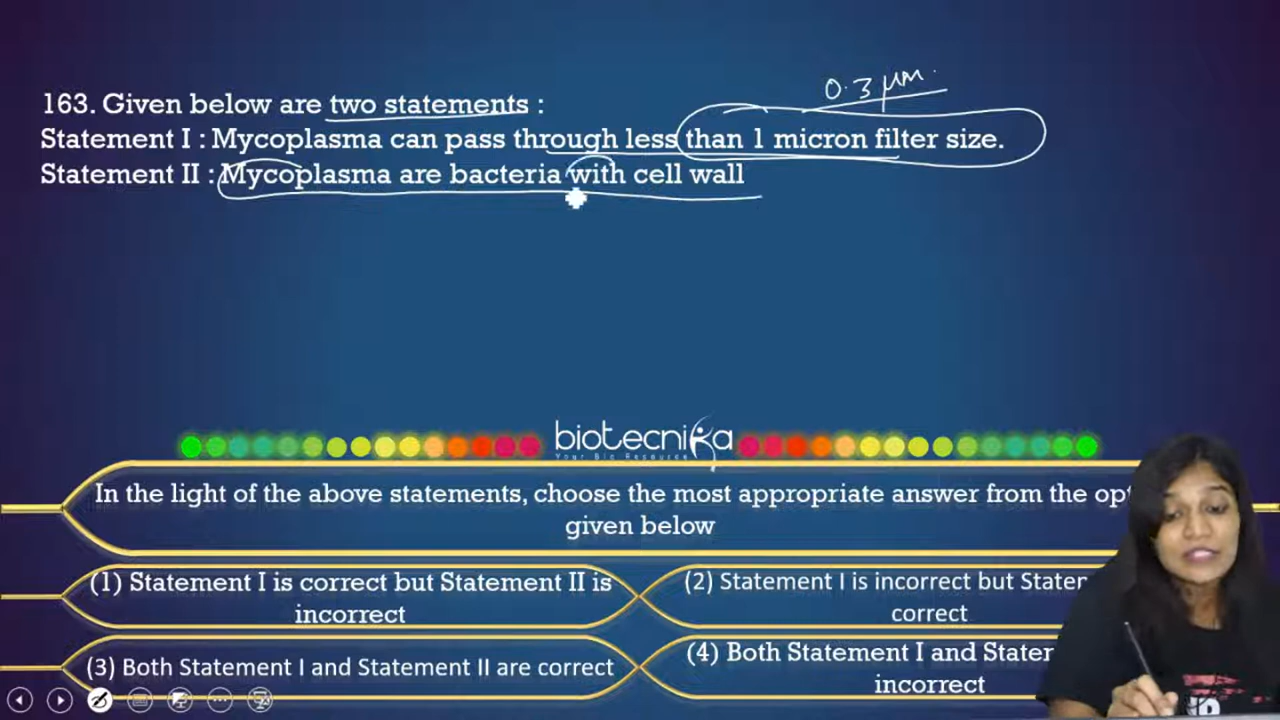 0.3 μm.
163. Given below are two statements :
Statement I : Mycoplasma can pass through less than 1 micron filter size.
Statement II : Mycoplasma are bacteria with cell wall
biotecnika
Your Bio Resource
In the light of the above statements, choose the most appropriate answer from the
given below
(1) Statement I is correct but Statement II is
incorrect
(2) Statement I is incorrect but
correct
(3) Both Statement I and Statement II are correct
(4) Both Statement I and
incorrect